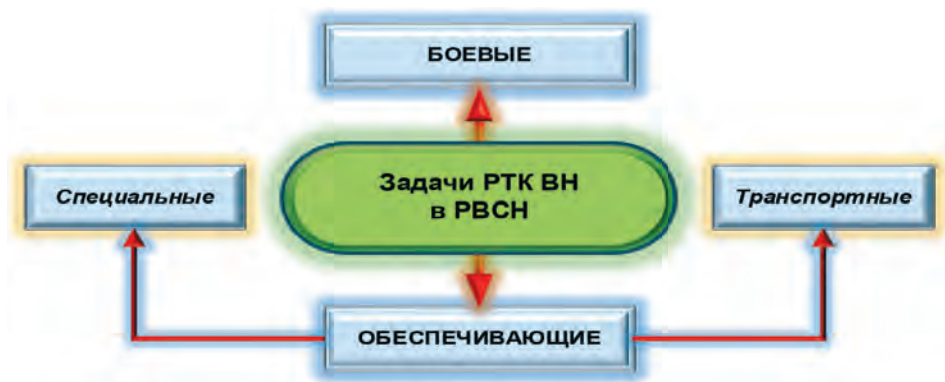 БОЕВЫЕ
Специальные
Задачи РТК ВН
в РВСН
Транспортные
ОБЕСПЕЧИВАЮЩИЕ